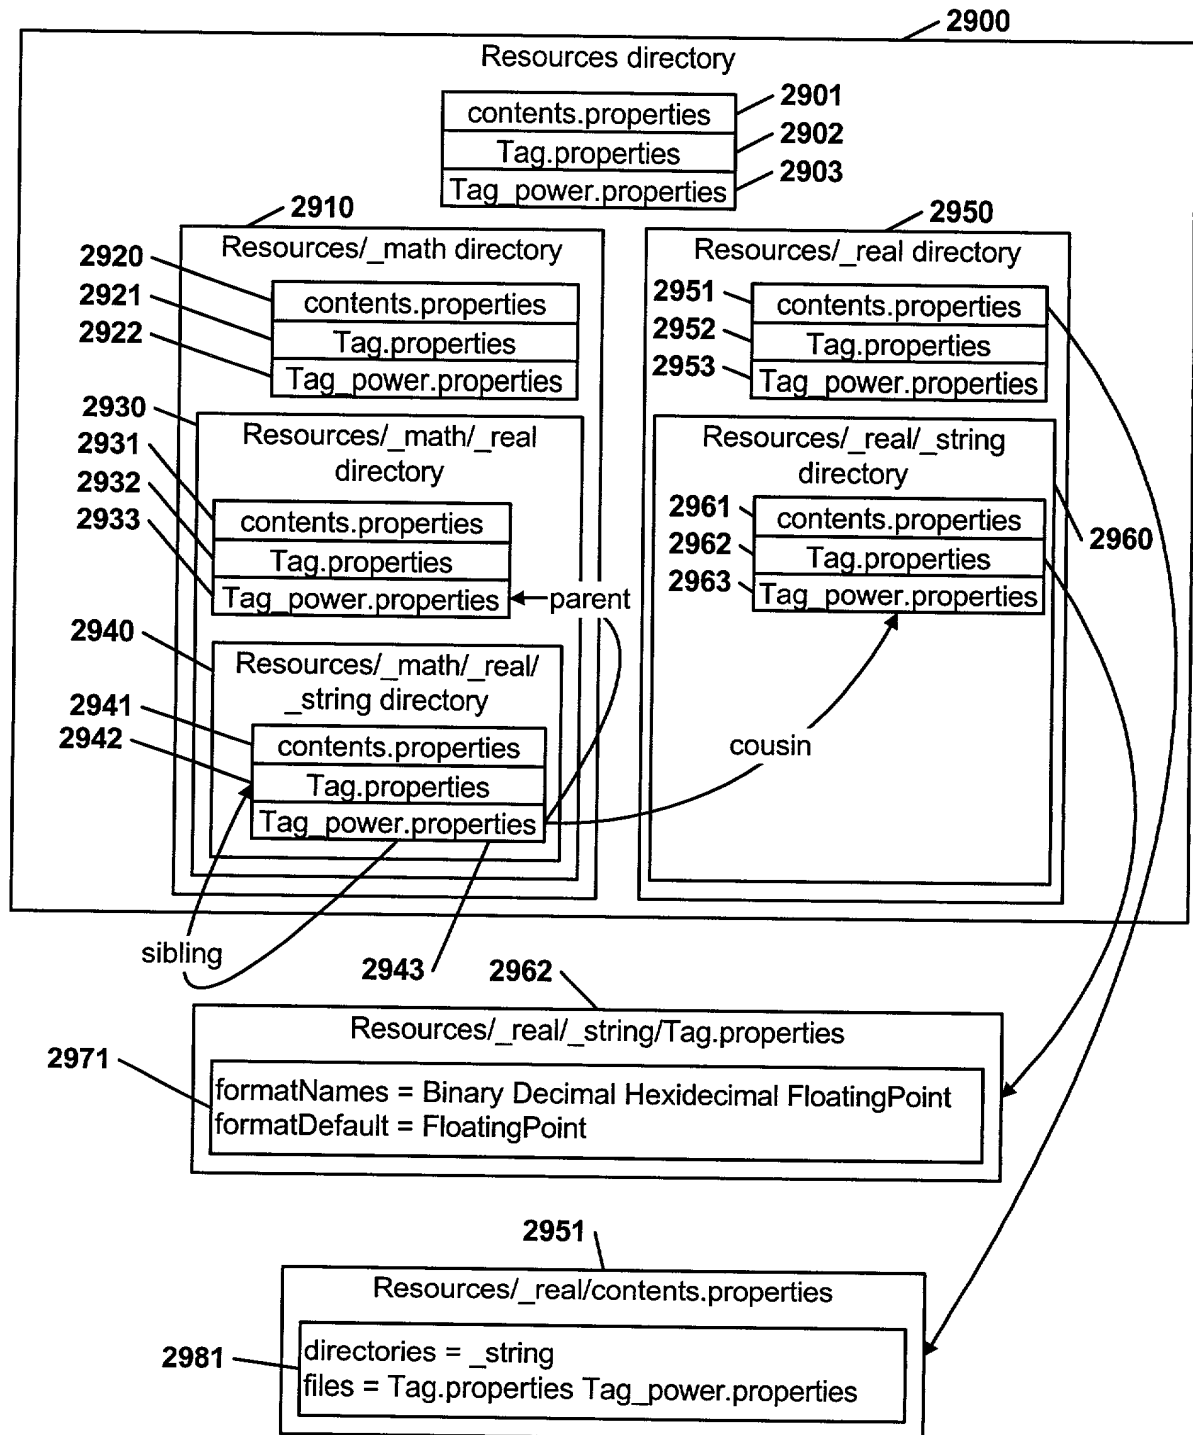 2900
Resources directory
contents.properties
2901
Tag.properties
2902
Tag_power.properties
2903
2910
Resources/_math directory
2920
contents.properties
2921
Tag.properties
2922
Tag_power.properties
2930
Resources/_math/_real
directory
2931
contents.properties
2932
Tag.properties
2933
Tag_power.properties
parent
2940
Resources/_math/_real/
_string directory
2941
contents.properties
2942
Tag.properties
Tag_power.properties
sibling
2943
2950
Resources/_real directory
2951
contents.properties
2952
Tag.properties
2953
Tag_power.properties
Resources/_real/_string
directory
2961
contents.properties
2960
2962
Tag.properties
2963
Tag_power.properties
cousin
2962
Resources/_real/_string/Tag.properties
2971
formatNames = Binary Decimal Hexidecimal FloatingPoint
formatDefault = FloatingPoint
2951
Resources/_real/contents.properties
2981
directories = _string
files = Tag.properties Tag_power.properties